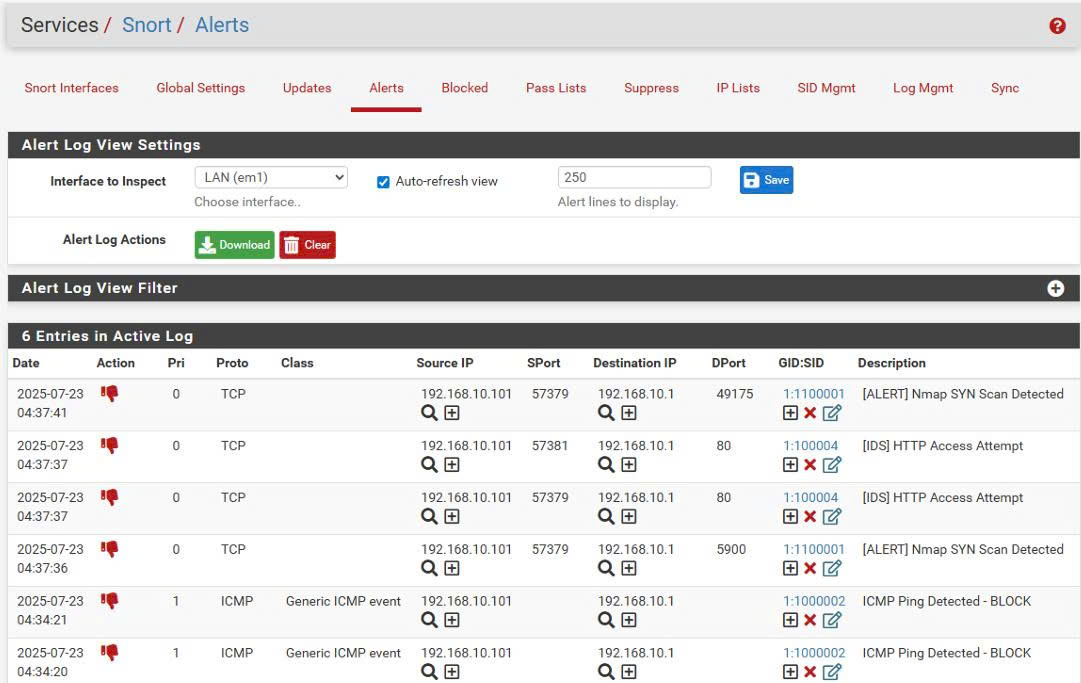 Services / Snort / Alerts
Snort Interfaces Global Settings Updates Alerts Blocked Pass Lists Suppress IP Lists SID Mgmt Log Mgmt Sync
Alert Log View Settings
Interface to Inspect LAN (em1) Auto-refresh view 250 Save
Choose interface.. Alert lines to display.
Alert Log Actions Download Clear
Alert Log View Filter
6 Entries in Active Log
Date Action Pri Proto Class Source IP SPort Destination IP DPort GID:SID Description
2025-07-23 0 TCP 192.168.10.101 57379 192.168.10.1 49175 1:1100001 [ALERT] Nmap SYN Scan Detected
04:37:41
2025-07-23 0 TCP 192.168.10.101 57381 192.168.10.1 80 1:100004 [IDS] HTTP Access Attempt
04:37:37
2025-07-23 0 TCP 192.168.10.101 57379 192.168.10.1 80 1:100004 [IDS] HTTP Access Attempt
04:37:37
2025-07-23 0 TCP 192.168.10.101 57379 192.168.10.1 5900 1:1100001 [ALERT] Nmap SYN Scan Detected
04:37:36
2025-07-23 1 ICMP Generic ICMP event 192.168.10.101 192.168.10.1 1:1000002 ICMP Ping Detected - BLOCK
04:34:21
2025-07-23 1 ICMP Generic ICMP event 192.168.10.101 192.168.10.1 1:1000002 ICMP Ping Detected - BLOCK
04:34:20